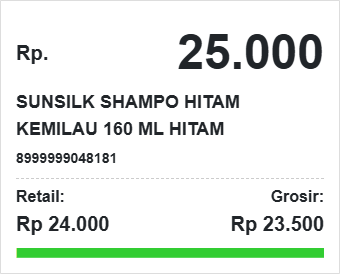 Rp. 25.000
SUNSILK SHAMPO HITAM
KEMILAU 160 ML HITAM
8999999048181
Retail: Grosir:
Rp 24.000 Rp 23.500